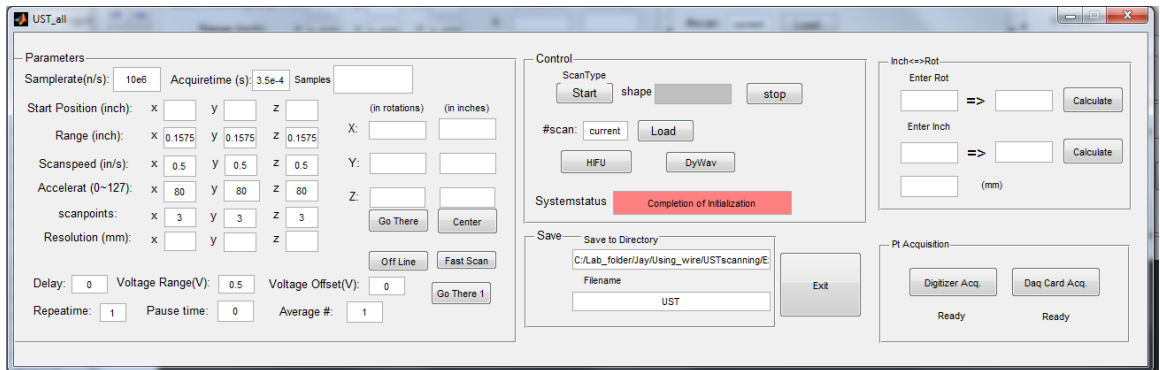 UST_all
Parameters
Samplerate(n/s): 10e6 Acquiretime (s): 3.5e-4 Samples
Start Position (inch): x y z (in rotations) (in inches)
Range (inch): x 0.1575 y 0.1575 z 0.1575 X:
Scanspeed (in/s): x 0.5 y 0.5 z 0.5 Y:
Accelerat (0~127): x 80 y 80 z 80 Z:
scanpoints: x 3 y 3 z 3 Go There Center
Resolution (mm): x y z
Off Line Fast Scan
Delay: 0 Voltage Range(V): 0.5 Voltage Offset(V): 0 Go There 1
Repeatime: 1 Pause time: 0 Average #: 1
Control
ScanType
Start shape stop
#scan: current Load
HIFU DyWav
Systemstatus Completion of Initialization
Save
Save to Directory
C:/Lab_folder/Jay/Using_wire/USTscanning/E:
Filename
UST
Exit
Inch<=>Rot
Enter Rot
=> Calculate
Enter Inch
=> Calculate
(mm)
Pt Acquisition
Digitizer Acq. Daq Card Acq.
Ready Ready